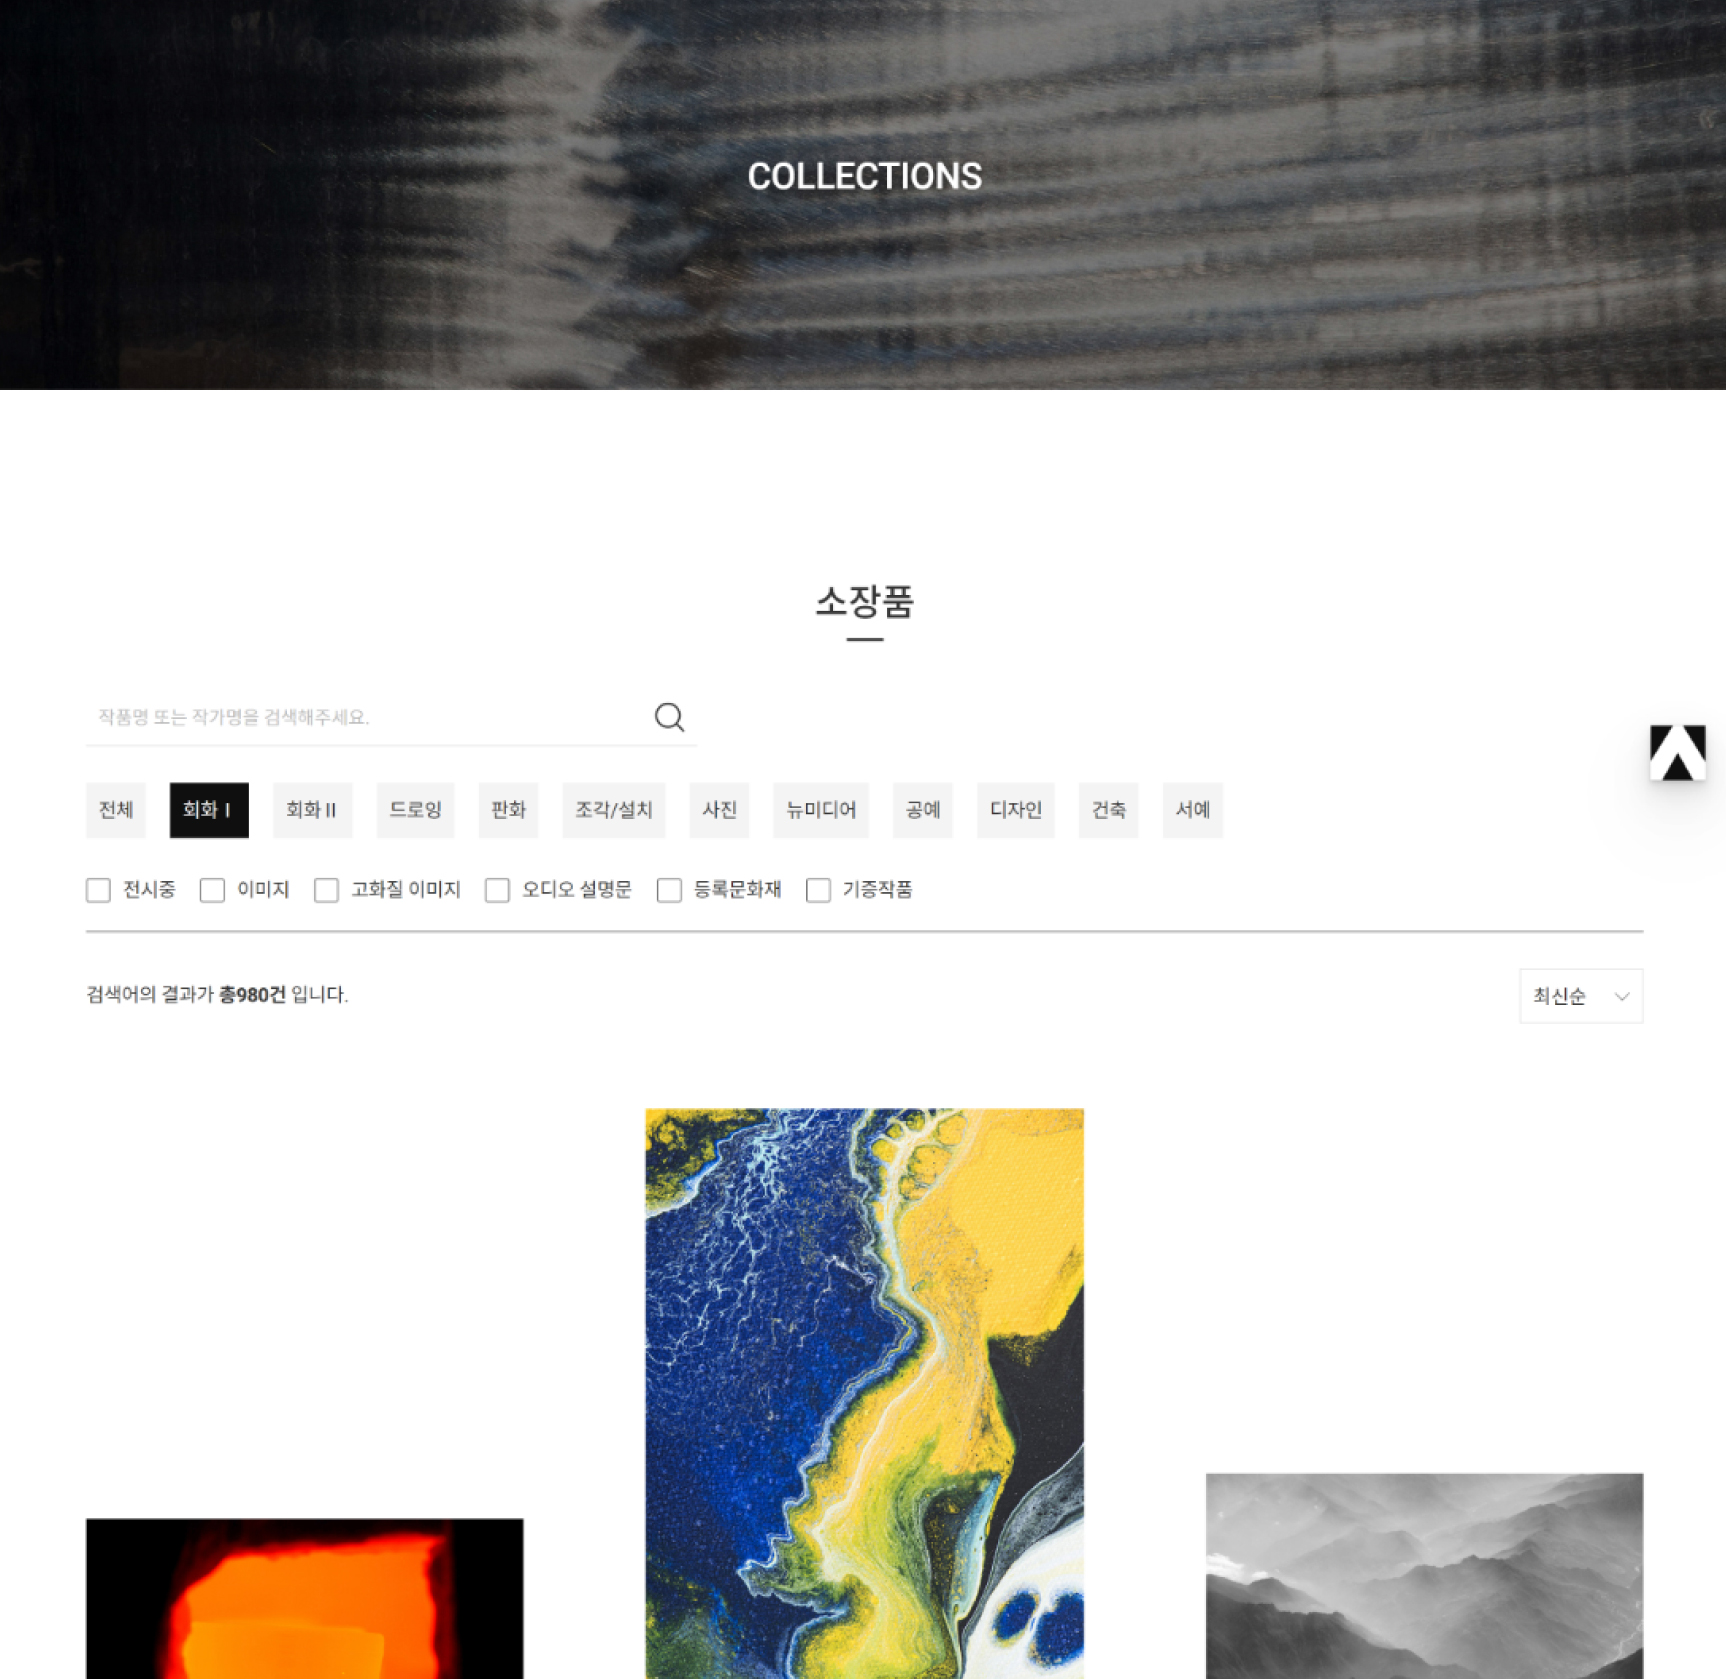 COLLECTIONS
소장품
작품명 또는 작가명을 검색해주세요.
전체 회화 I 회화 II 드로잉 판화 조각/설치 사진 뉴미디어 공예 디자인 건축 서예
전시중 이미지 고화질 이미지 오디오 설명문 등록문화재 기증작품
검색어의 결과가 총980건 입니다. 최신순